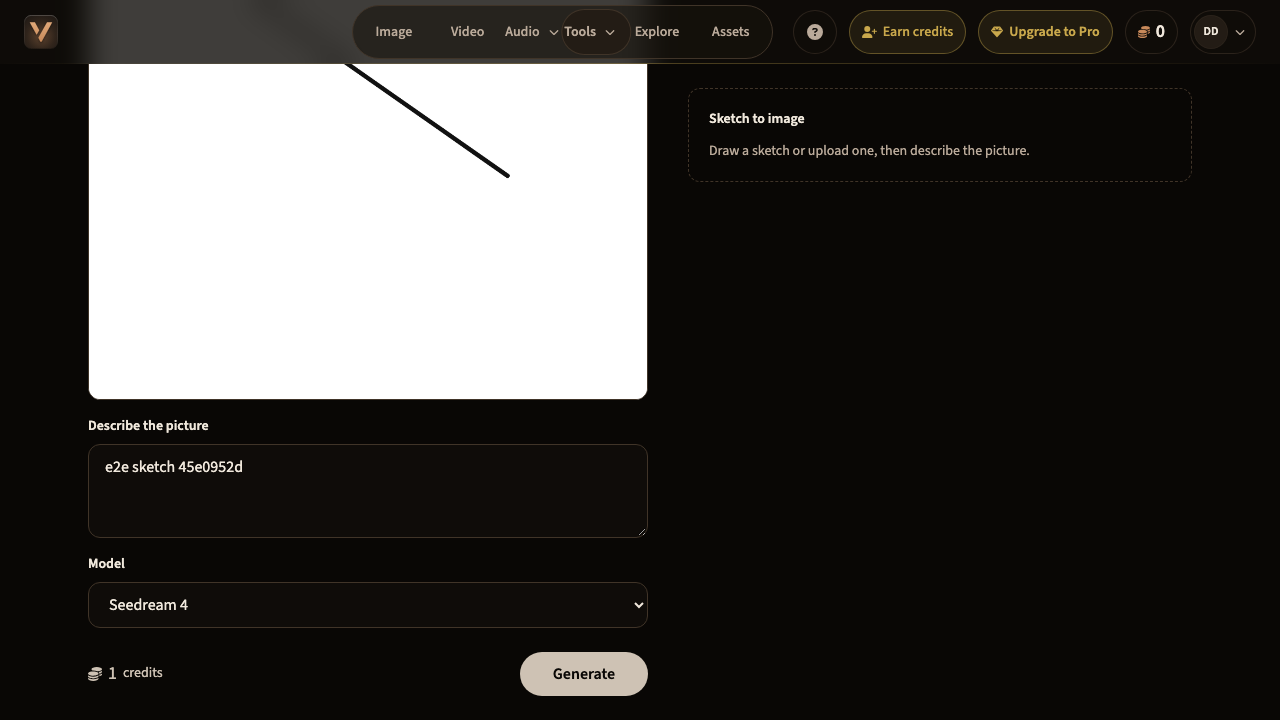 Image Video Audio Tools Explore Assets Earn credits Upgrade to Pro 0 DD
Sketch to image
Draw a sketch or upload one, then describe the picture.
Describe the picture
e2e sketch 45e0952d
Model
Seedream 4
1 credits Generate